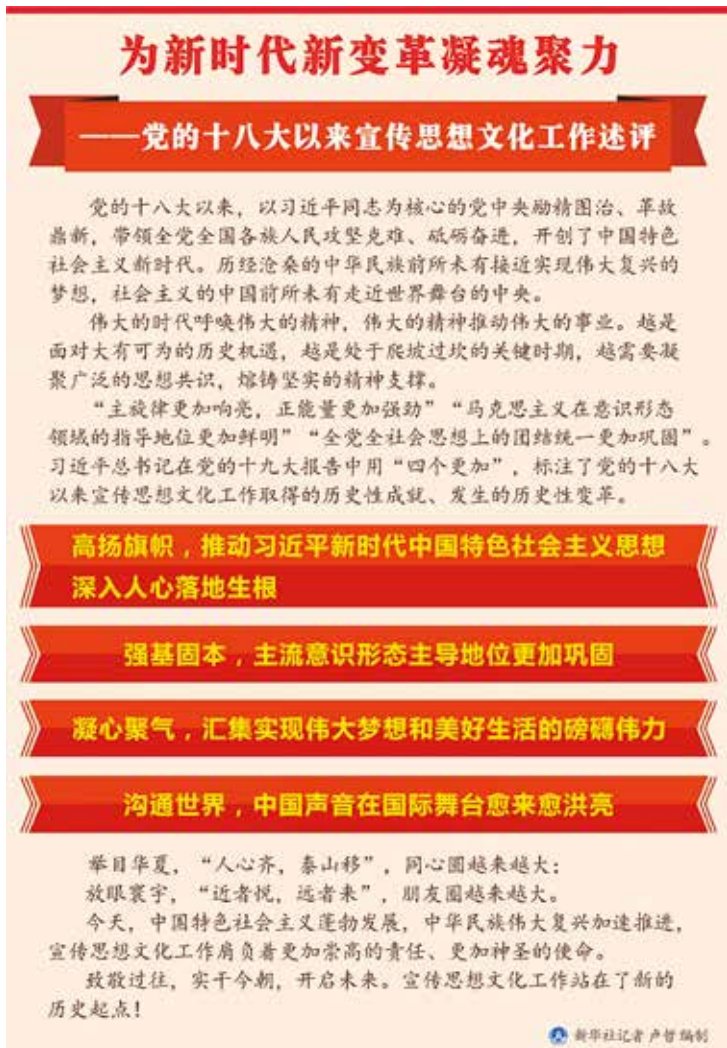 为新时代新变革凝魂聚力
——党的十八大以来宣传思想文化工作述评
党的十八大以来，以习近平同志为核心的党中央励精图治、革故
鼎新，带领全党全国各族人民攻坚克难、砥砺奋进，开创了中国特色
社会主义新时代。历经沧桑的中华民族前所未有接近实现伟大复兴的
梦想，社会主义的中国前所未有走近世界舞台的中央。
伟大的时代呼唤伟大的精神，伟大的精神推动伟大的事业。越是
面对大有可为的历史机遇，越是处于爬坡过坎的关键时期，越需要凝
聚广泛的思想共识，熔铸坚实的精神支撑。
“主旋律更加响亮，正能量更加强劲”“马克思主义在意识形态
领域的指导地位更加鲜明”“全党全社会思想上的团结统一更加巩固”。
习近平总书记在党的十九大报告中用“四个更加”，标注了党的十八大
以来宣传思想文化工作取得的历史性成就、发生的历史性变革。
高扬旗帜，推动习近平新时代中国特色社会主义思想
深入人心落地生根
强基固本，主流意识形态主导地位更加巩固
凝心聚气，汇集实现伟大梦想和美好生活的磅礴伟力
沟通世界，中国声音在国际舞台愈来愈洪亮
举目华夏，“人心齐，泰山移”，同心圆越来越大；
放眼寰宇，“近者悦，远者来”，朋友圈越来越大。
今天，中国特色社会主义蓬勃发展，中华民族伟大复兴加速推进，
宣传思想文化工作肩负着更加崇高的责任、更加神圣的使命。
致敬过往，实干今朝，开启未来。宣传思想文化工作站在了新的
历史起点！
新华社记者 卢哲 编制